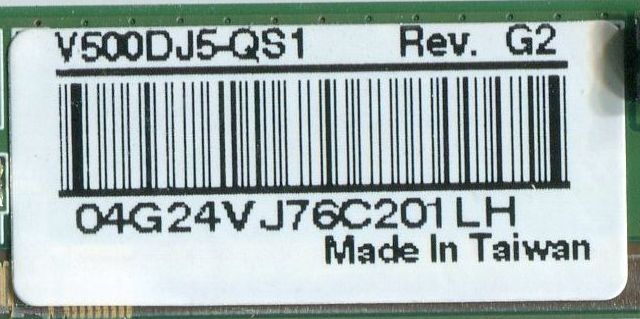 V500DJ5-QS1 Rev. G2
04G24VJ76C201LH
Made In Taiwan